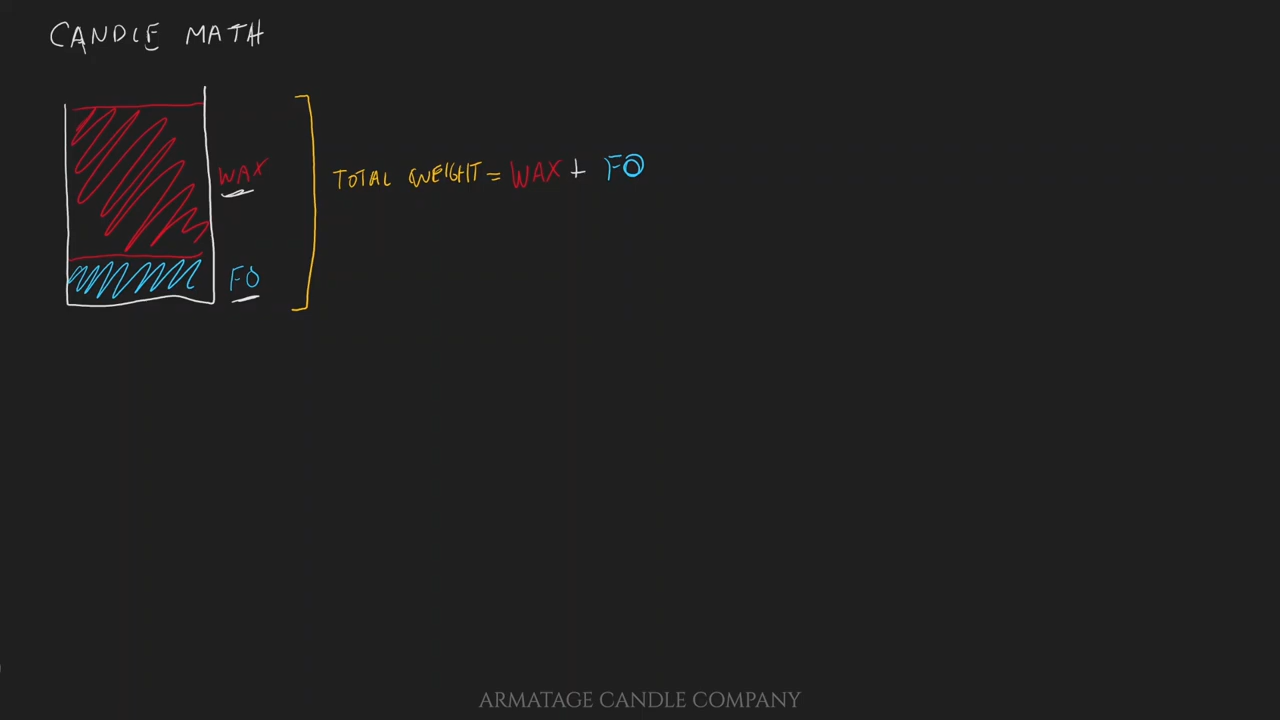 CANDLE MATH
WAX
TOTAL WEIGHT = WAX + FO
FO
ARMATAGE CANDLE COMPANY